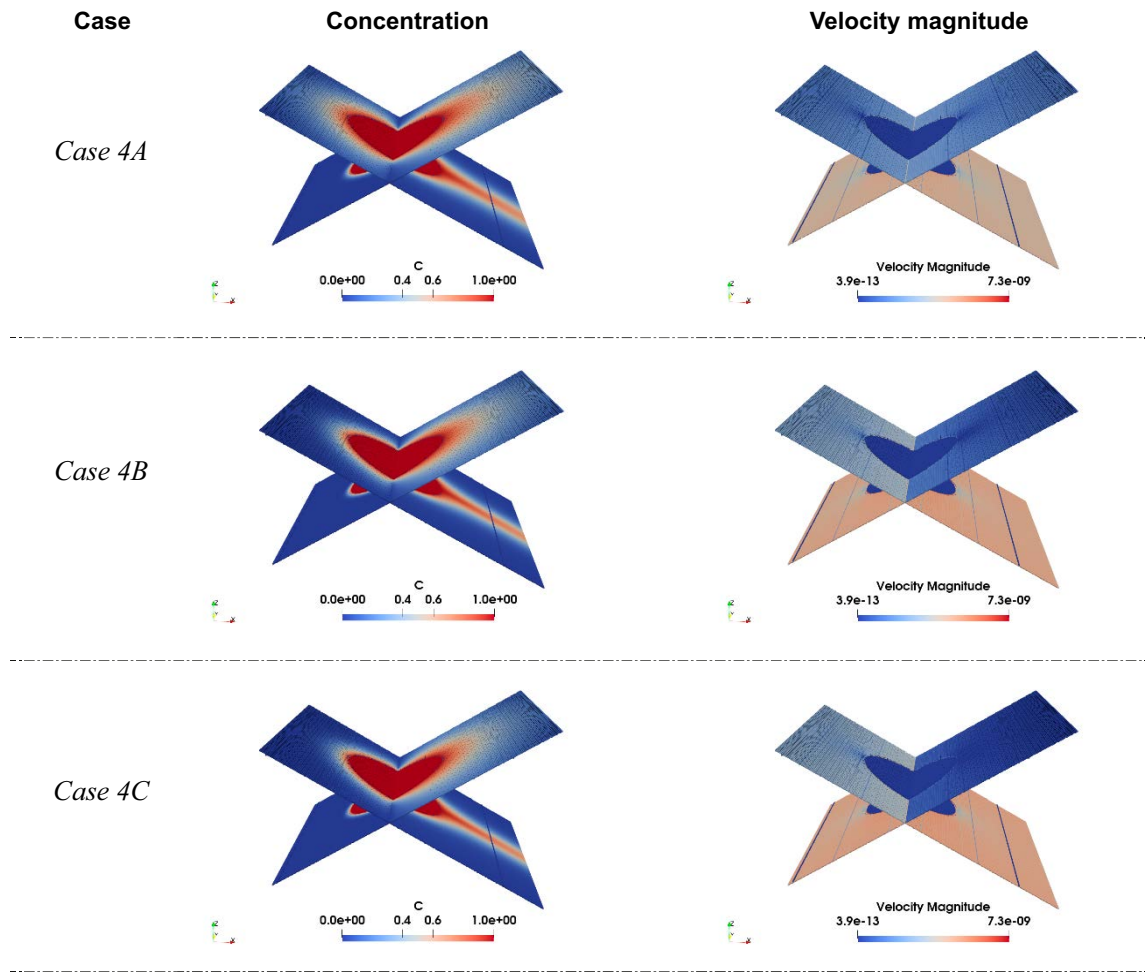 Case Concentration Velocity magnitude
Case 4A
C
0.0e+00 0.4 0.6 1.0e+00
Velocity Magnitude
3.9e-13 7.3e-09
Case 4B
C
0.0e+00 0.4 0.6 1.0e+00
Velocity Magnitude
3.9e-13 7.3e-09
Case 4C
C
0.0e+00 0.4 0.6 1.0e+00
Velocity Magnitude
3.9e-13 7.3e-09